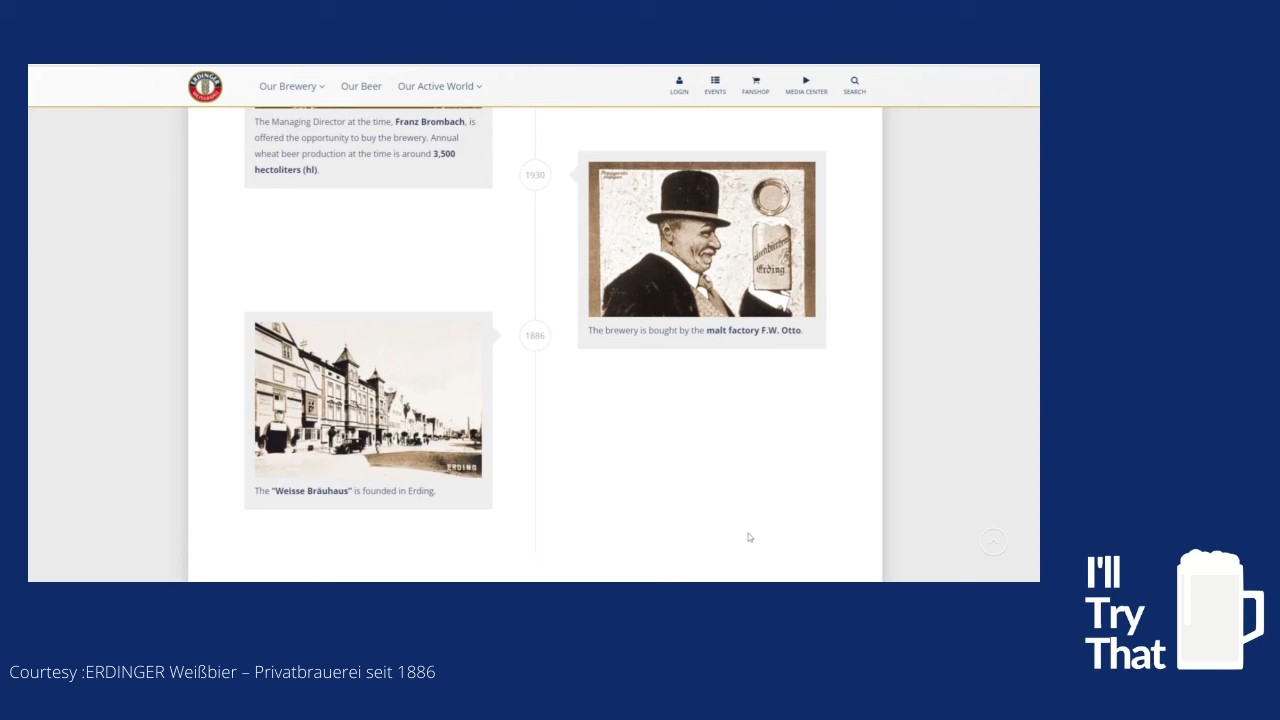 ERDINGER
Our Brewery
Our Beer
Our Active World
LOGIN
EVENTS
FANSHOP
MEDIA CENTER
SEARCH
The Managing Director at the time, Franz Brombach, is
offered the opportunity to buy the brewery. Annual
wheat beer production at the time is around 3,500
hectoliters (hl).
1930
Erding
The brewery is bought by the malt factory F.W. Otto.
1886
ERDING
The "Weisse Bräuhaus" is founded in Erding.
I'll
Try
That
Courtesy :ERDINGER Weißbier – Privatbrauerei seit 1886